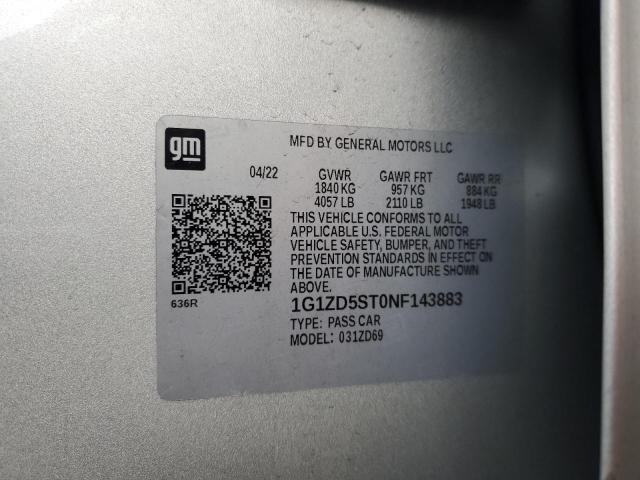 gm
MFD BY GENERAL MOTORS LLC
04/22 GVWR GAWR FRT GAWR RR
1840 KG 957 KG 884 KG
4057 LB 2110 LB 1948 LB
THIS VEHICLE CONFORMS TO ALL
APPLICABLE U.S. FEDERAL MOTOR
VEHICLE SAFETY, BUMPER, AND THEFT
PREVENTION STANDARDS IN EFFECT ON
THE DATE OF MANUFACTURE SHOWN
ABOVE.
636R
1G1ZD5ST0NF143883
TYPE: PASS CAR
MODEL: 031ZD69